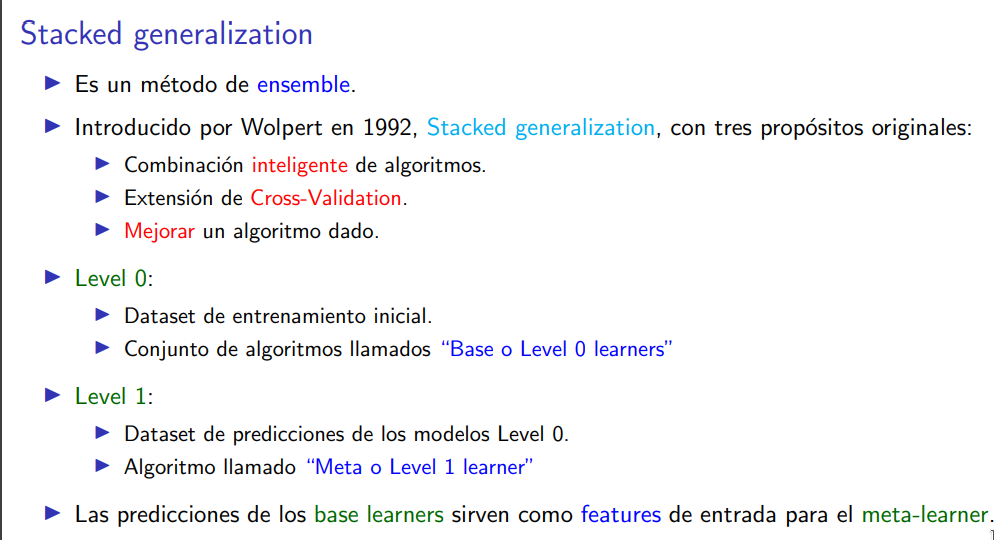 Stacked generalization
Es un método de ensemble.
Introducido por Wolpert en 1992, Stacked generalization, con tres propósitos originales:
Combinación inteligente de algoritmos.
Extensión de Cross-Validation.
Mejorar un algoritmo dado.
Level 0:
Dataset de entrenamiento inicial.
Conjunto de algoritmos llamados “Base o Level 0 learners”
Level 1:
Dataset de predicciones de los modelos Level 0.
Algoritmo llamado “Meta o Level 1 learner”
Las predicciones de los base learners sirven como features de entrada para el meta-learner.